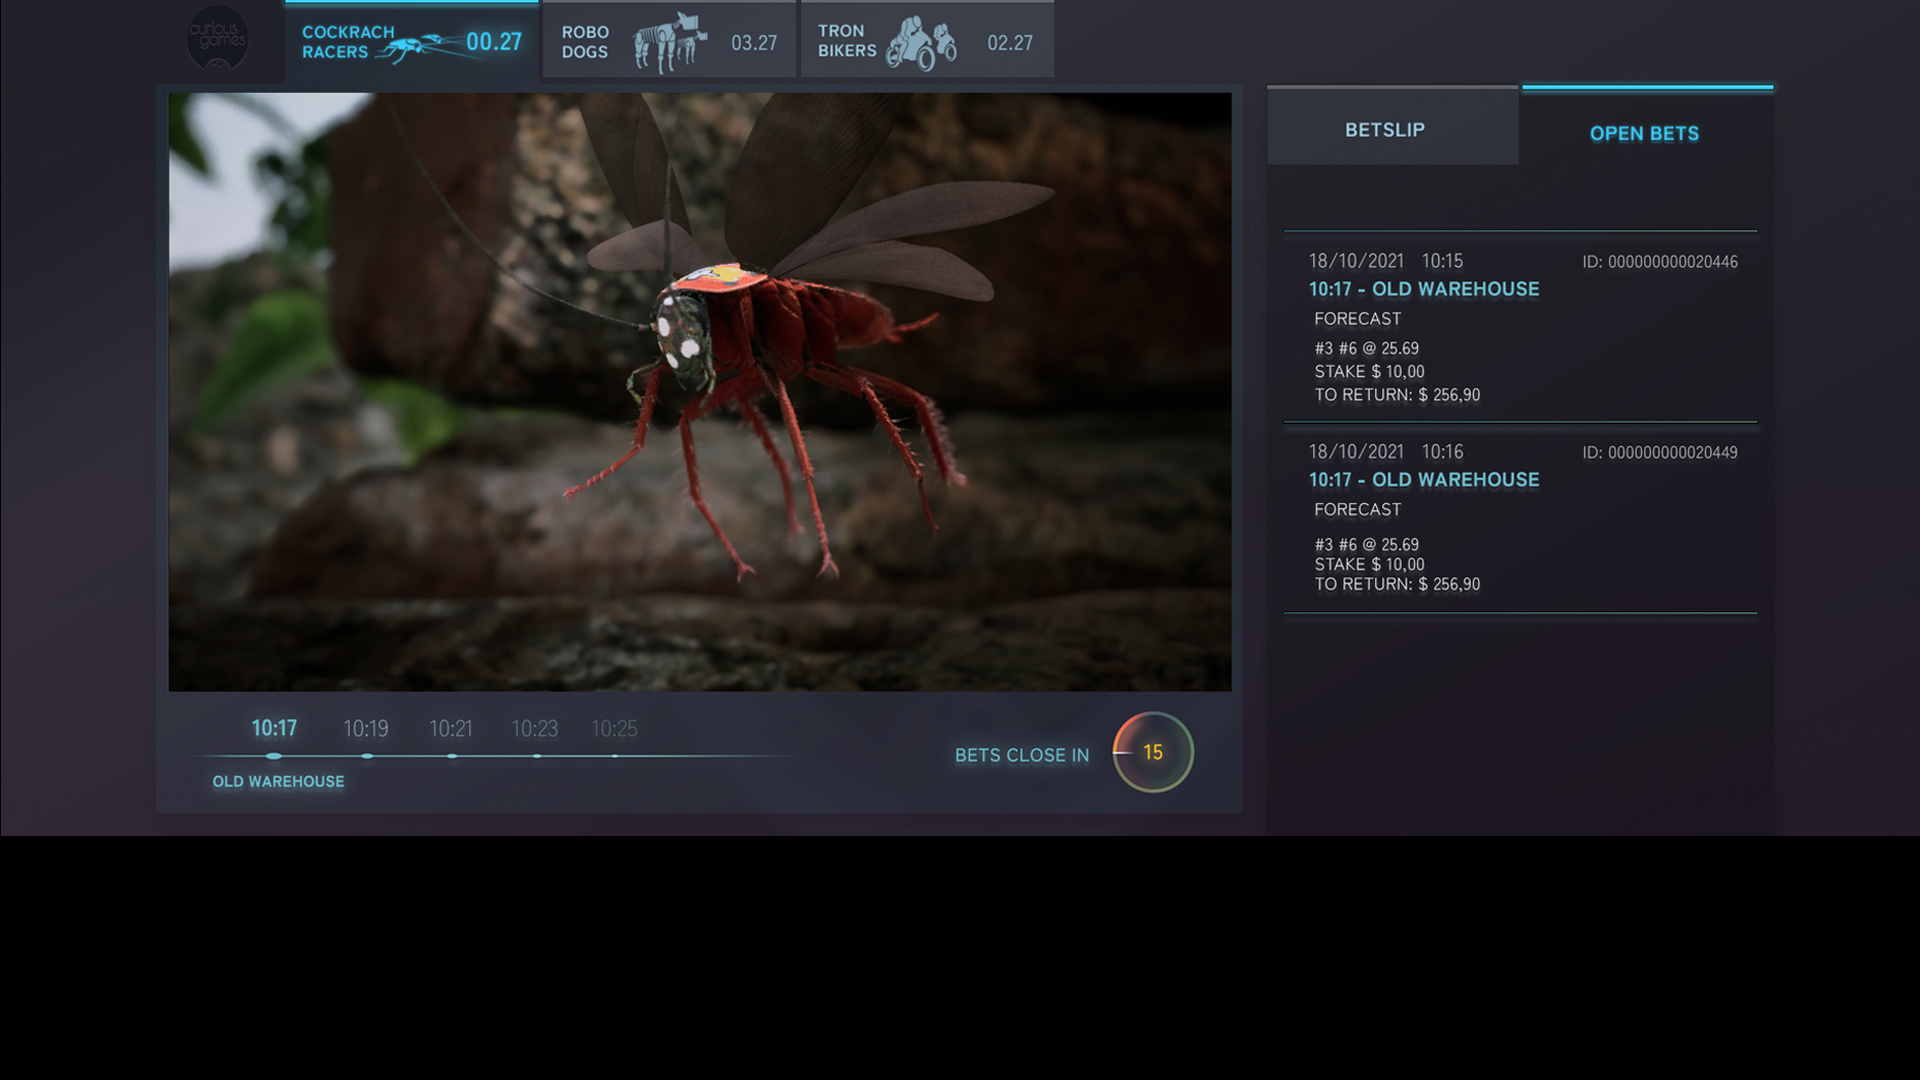 curious
games
COCKRACH
RACERS
00.27
ROBO
DOGS
03.27
TRON
BIKERS
02.27
BETSLIP
OPEN BETS
18/10/2021 10:15 ID: 000000000020446
10:17 - OLD WAREHOUSE
FORECAST
#3 #6 @ 25.69
STAKE $ 10,00
TO RETURN: $ 256,90
18/10/2021 10:16 ID: 000000000020449
10:17 - OLD WAREHOUSE
FORECAST
#3 #6 @ 25.69
STAKE $ 10,00
TO RETURN: $ 256,90
10:17 10:19 10:21 10:23 10:25
OLD WAREHOUSE
BETS CLOSE IN 15